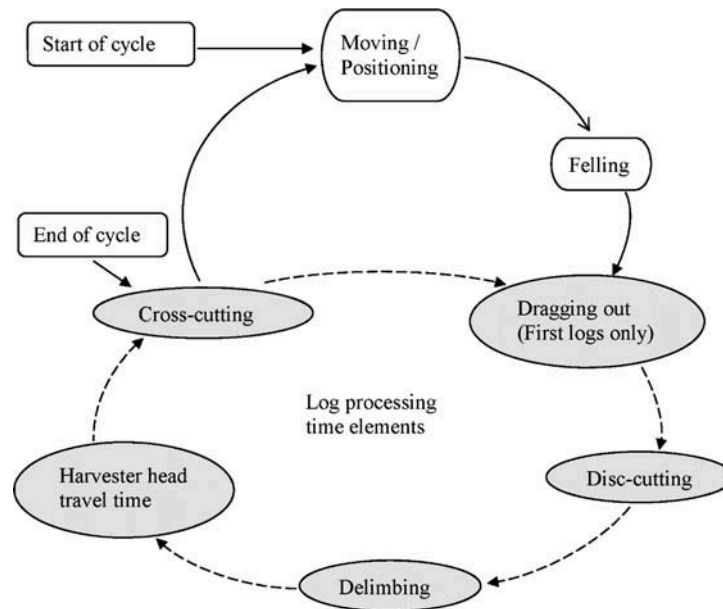 Start of cycle
Moving /
Positioning
Felling
End of cycle
Cross-cutting
Dragging out
(First logs only)
Log processing
time elements
Harvester head
travel time
Disc-cutting
Delimbing